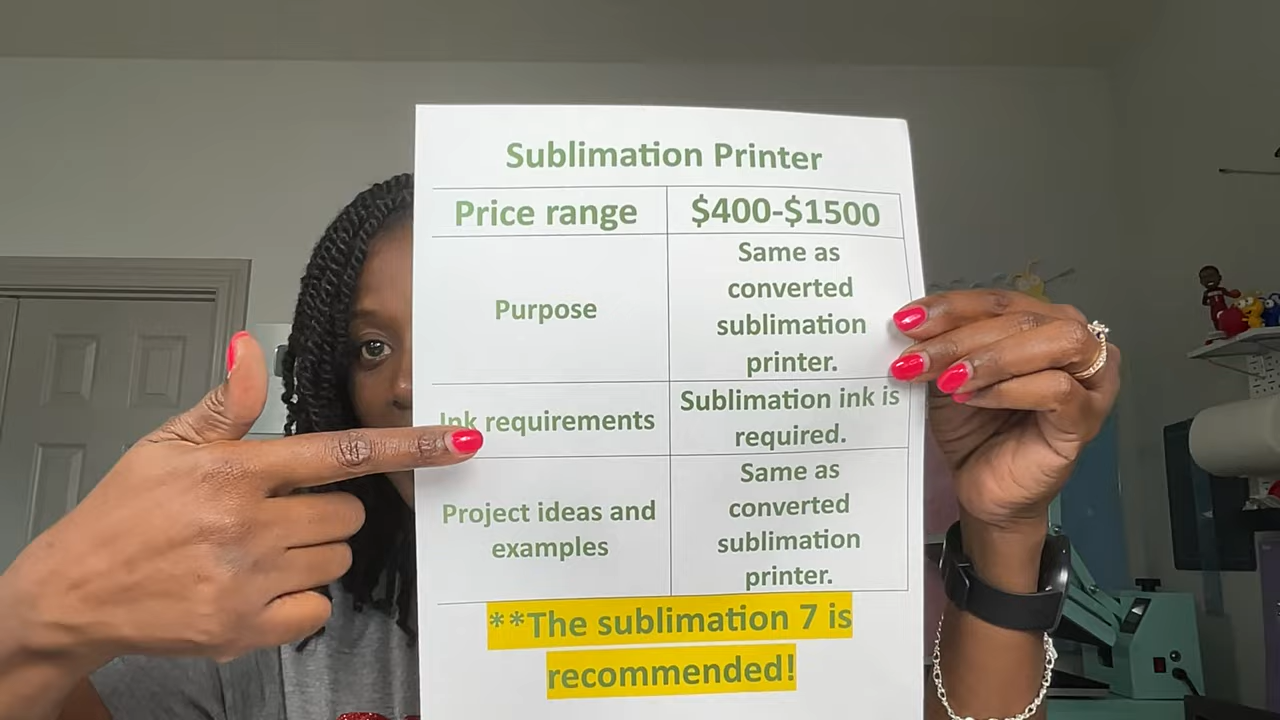 Sublimation Printer
Price range
$400-$1500
Purpose
Same as
converted
sublimation
printer.
Ink requirements
Sublimation ink is
required.
Project ideas and
examples
Same as
converted
sublimation
printer.
**The sublimation 7 is
recommended!